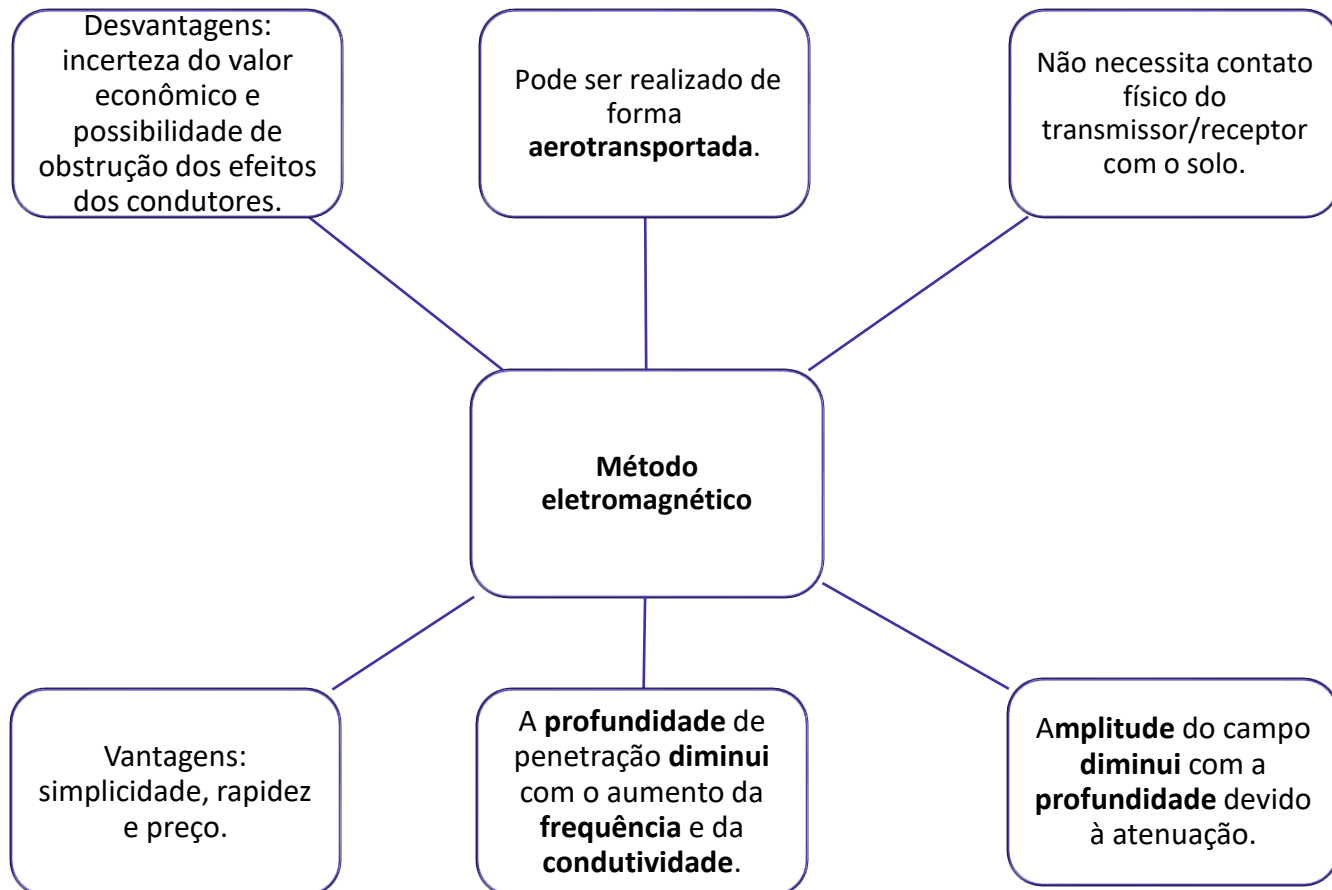 Desvantagens:
incerteza do valor
econômico e
possibilidade de
obstrução dos efeitos
dos condutores.
Pode ser realizado de
forma
aerotransportada.
Não necessita contato
físico do
transmissor/receptor
com o solo.
Método
eletromagnético
Vantagens:
simplicidade, rapidez
e preço.
A profundidade de
penetração diminui
com o aumento da
frequência e da
condutividade.
Amplitude do campo
diminui com a
profundidade devido
à atenuação.